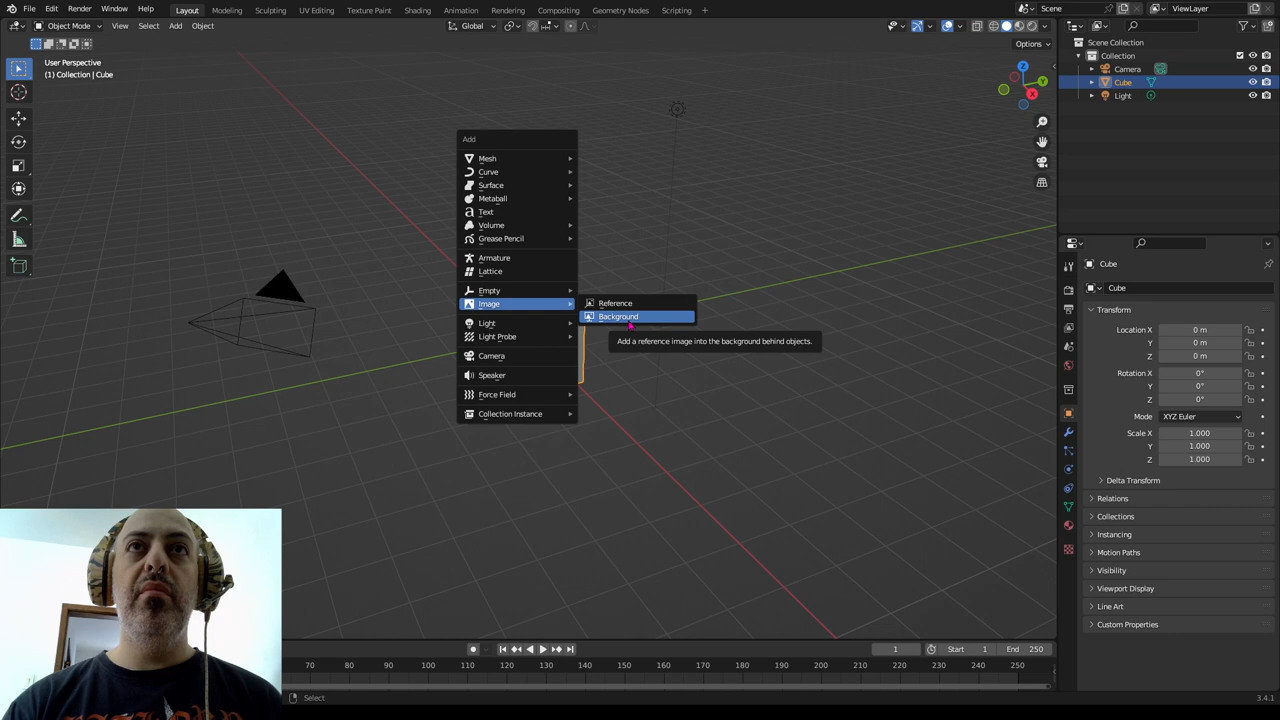 File Edit Render Window Help Layout Modeling Sculpting UV Editing Texture Paint Shading Animation Rendering Compositing Geometry Nodes Scripting Scene ViewLayer
Object Mode View Select Add Object Global
Options
User Perspective
(1) Collection | Cube
Z
Y
X
Add
Mesh
Curve
Surface
Metaball
Text
Volume
Grease Pencil
Armature
Lattice
Empty
Image
Light
Light Probe
Camera
Speaker
Force Field
Collection Instance
Reference
Background
Add a reference image into the background behind objects.
Scene Collection
Collection
Camera
Cube
Light
Cube
Cube
Transform
Location X 0 m
Y 0 m
Z 0 m
Rotation X 0°
Y 0°
Z 0°
Mode XYZ Euler
Scale X 1.000
Y 1.000
Z 1.000
Delta Transform
Relations
Collections
Instancing
Motion Paths
Visibility
Viewport Display
Line Art
Custom Properties
1 Start 1 End 250
70 80 90 100 110 120 130 140 150 160 170 180 190 200 210 220 230 240 250
Select 3.4.1